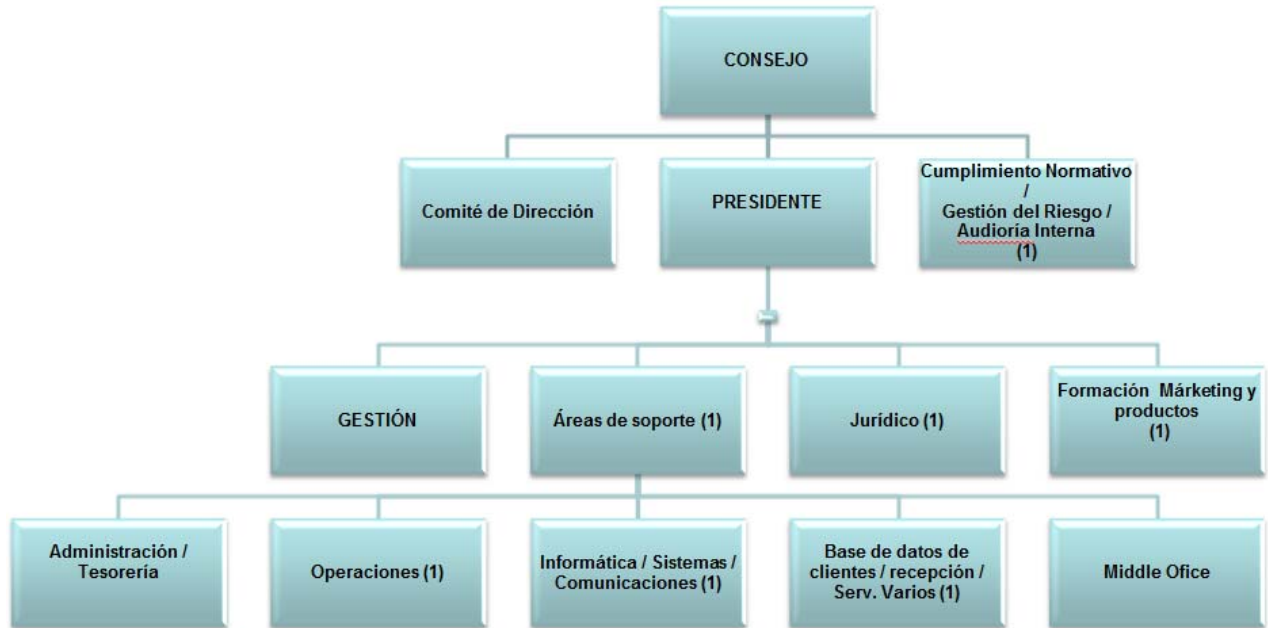 CONSEJO
Comité de Dirección
PRESIDENTE
Cumplimiento Normativo
/
Gestión del Riesgo /
Audioría Interna
(1)
GESTIÓN
Áreas de soporte (1)
Jurídico (1)
Formación Márketing y
productos
(1)
Administración /
Tesorería
Operaciones (1)
Informática / Sistemas /
Comunicaciones (1)
Base de datos de
clientes / recepción /
Serv. Varios (1)
Middle Ofice